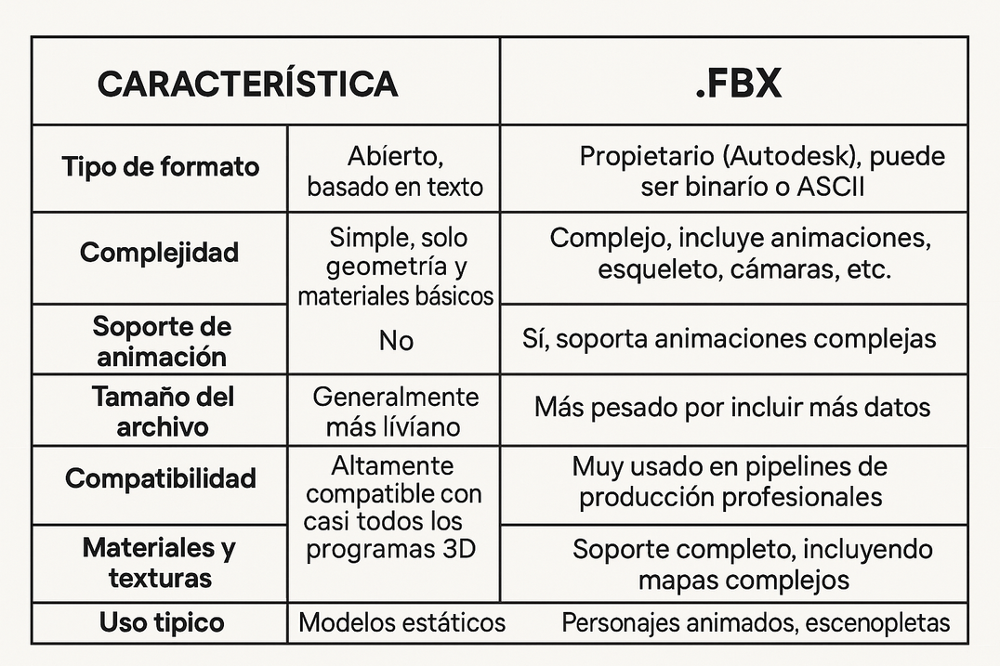 CARACTERÍSTICA
.FBX
Tipo de formato
Abíerto,
basado en texto
Propietario (Autodesk), puede
ser binarío o ASCII
Complejidad
Simple, solo
geometría y
materiales básicos
Complejo, incluye animaciones,
esqueleto, cámaras, etc.
Soporte de
animación
No
Sí, soporta animaciones complejas
Tamaño del
archivo
Generalmente
más lívíano
Más pesado por incluir más datos
Compatibilidad
Altamente
compatible con
casi todos los
programas 3D
Muy usado en pipelines de
producción profesionales
Materiales y
texturas
Soporte completo, incluyendo
mapas complejos
Uso tipico
Modelos estáticos
Personajes animados, escenopletas